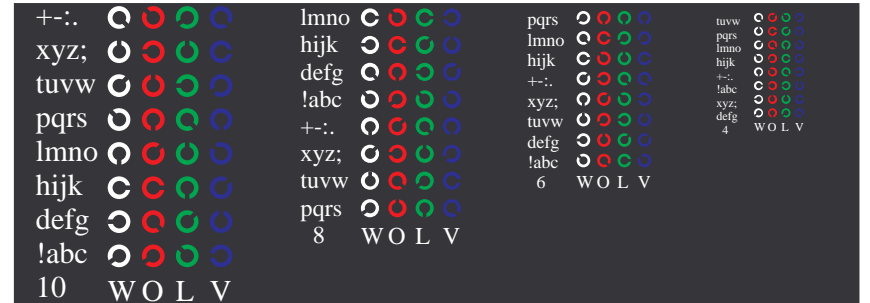 +-:.
xyz;
tuvw
pqrs
lmno
hijk
defg
!abc
10 W O L V
lmno
hijk
defg
!abc
+-:.
xyz;
tuvw
pqrs
8 W O L V
pqrs
lmno
hijk
+-:.
xyz;
tuvw
defg
!abc
6 W O L V
tuvw
pqrs
lmno
hijk
+-:.
!abc
xyz;
defg
4 W O L V